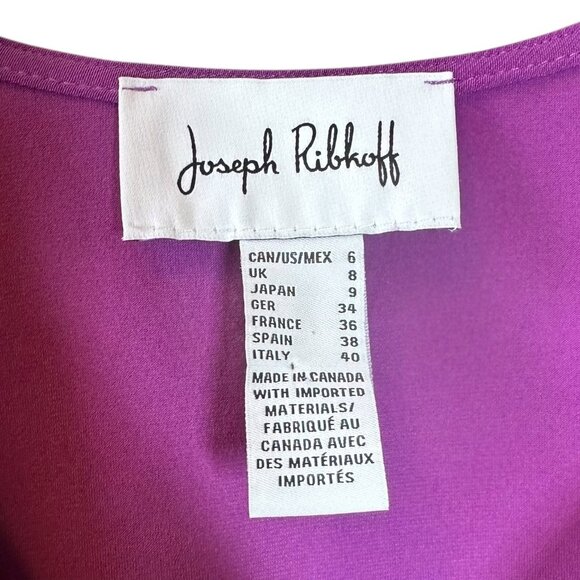 Joseph Ribkoff
CAN/US/MEX 6
UK 8
JAPAN 9
GER 34
FRANCE 36
SPAIN 38
ITALY 40
MADE IN CANADA
WITH IMPORTED
MATERIALS/
FABRIQUÉ AU
CANADA AVEC
DES MATÉRIAUX
IMPORTÉS